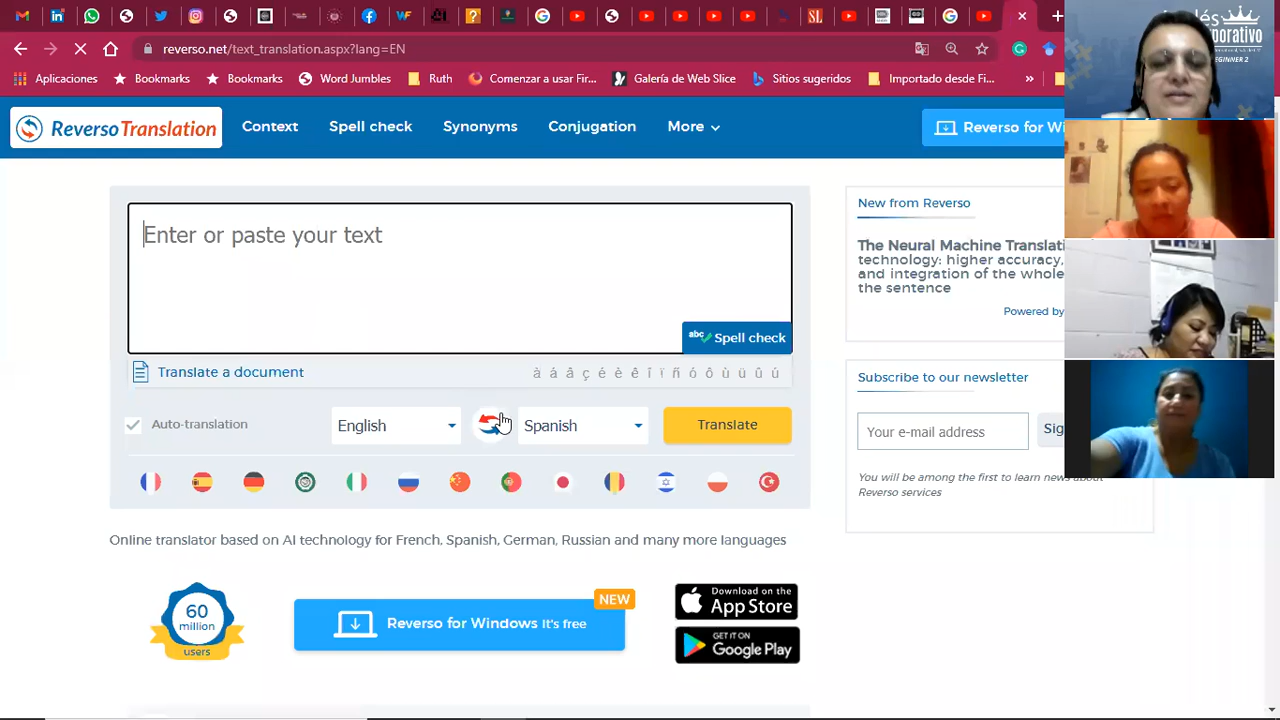 reverso.net/text_translation.aspx?lang=EN
Aplicaciones
Bookmarks
Bookmarks
Word Jumbles
Ruth
Comenzar a usar Fir...
Galería de Web Slice
Sitios sugeridos
Importado desde Fi...
»
Reverso Translation
Context
Spell check
Synonyms
Conjugation
More
Reverso for Wi
Enter or paste your text
abc
Spell check
Translate a document
à á â ç é è ê î ï ñ ó ô ù ü û ú
Auto-translation
English
Spanish
Translate
Online translator based on AI technology for French, Spanish, German, Russian and many more languages
60
million
users
NEW
Reverso for Windows It's free
Download on the
App Store
GET IT ON
Google Play
New from Reverso
The Neural Machine Translati
technology: higher accuracy,
and integration of the whole
the sentence
Powered by
Subscribe to our newsletter
Your e-mail address
Sig
You will be among the first to learn news about
Reverso services